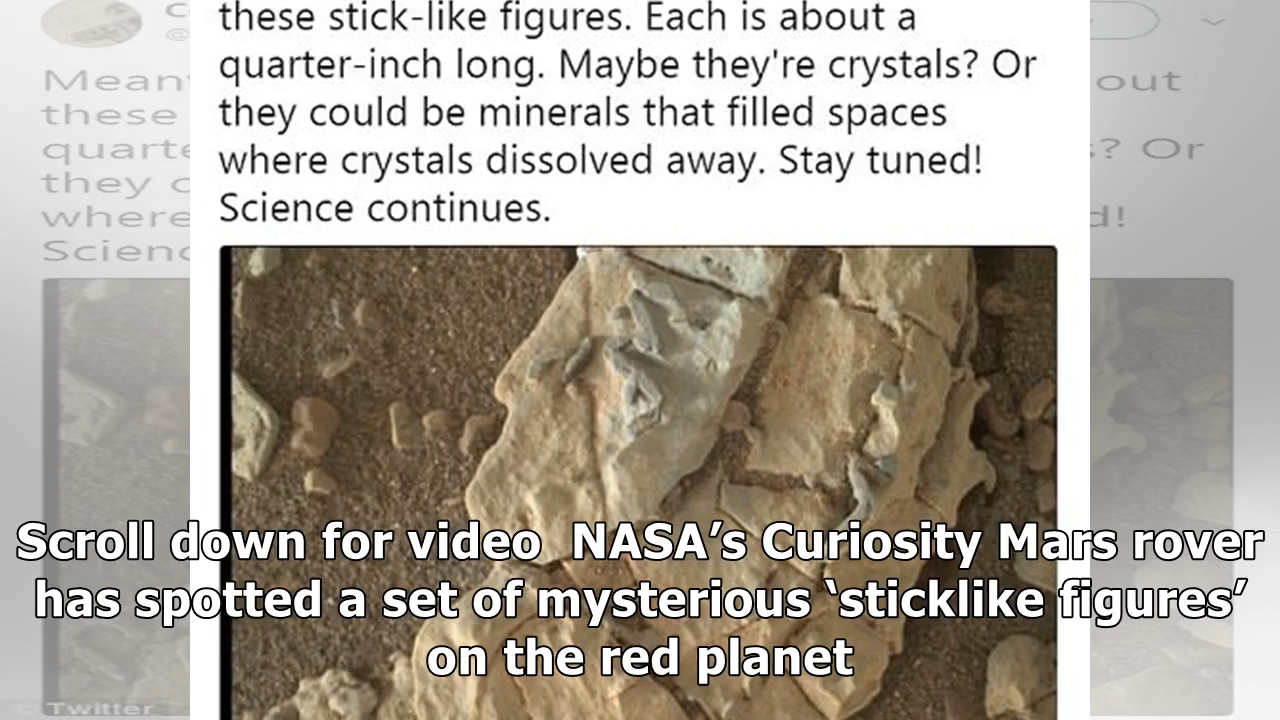 these stick-like figures. Each is about a
quarter-inch long. Maybe they're crystals? Or
they could be minerals that filled spaces
where crystals dissolved away. Stay tuned!
Science continues.
Scroll down for video  NASA’s Curiosity Mars rover
has spotted a set of mysterious ‘sticklike figures’
on the red planet
Twitter